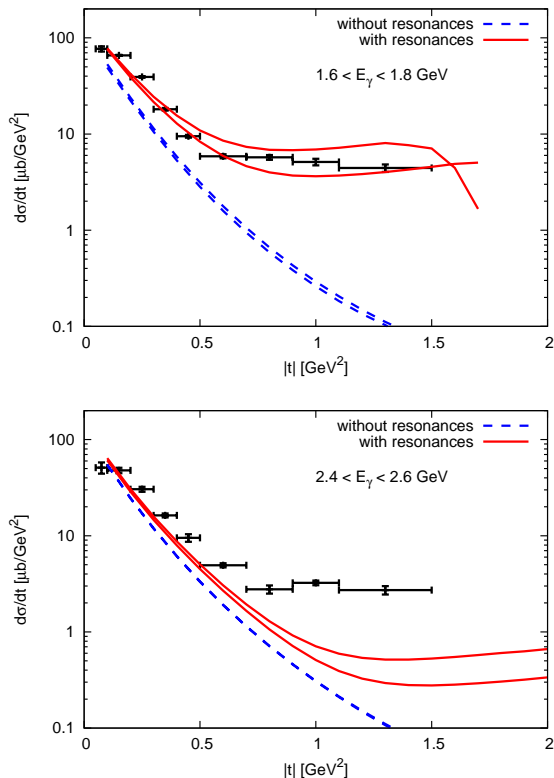 without resonances
with resonances
1.6 < Eγ < 1.8 GeV
dσ/dt [μb/GeV²]
100
10
1
0.1
0
0.5
1
1.5
2
|t| [GeV²]
without resonances
with resonances
2.4 < Eγ < 2.6 GeV
dσ/dt [μb/GeV²]
100
10
1
0.1
0
0.5
1
1.5
2
|t| [GeV²]